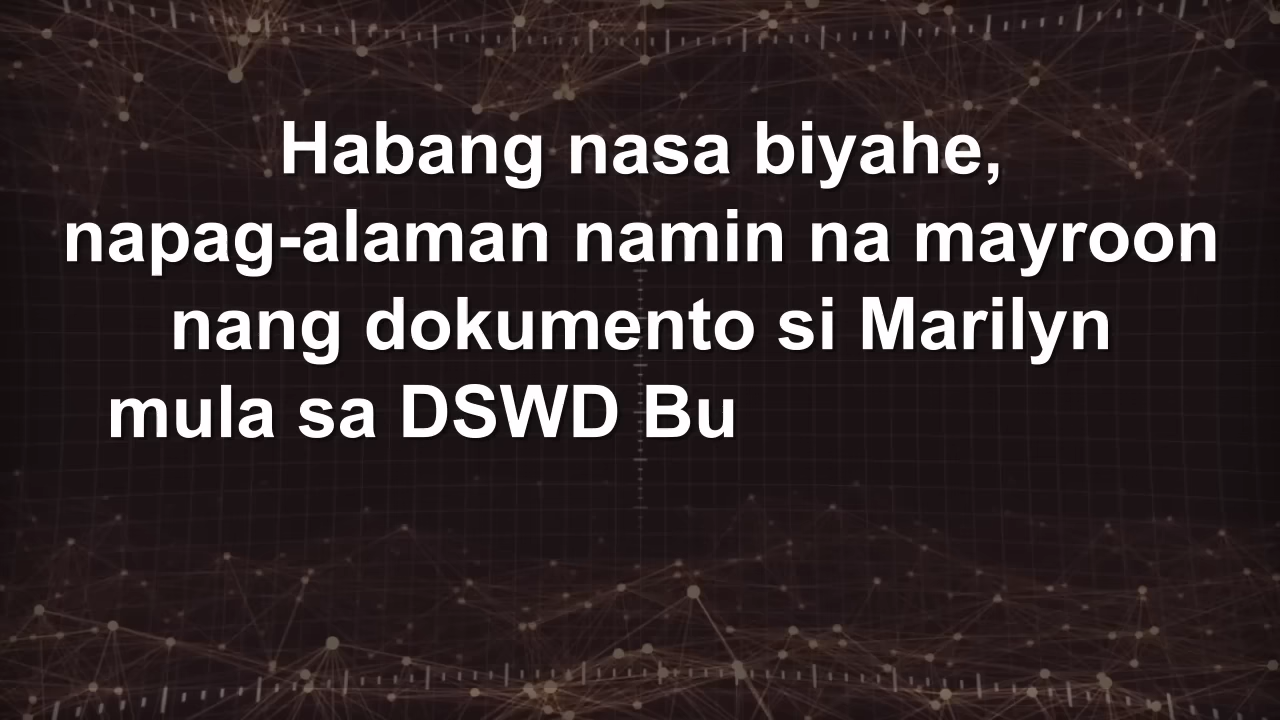 Habang nasa biyahe,
napag-alaman namin na mayroon
nang dokumento si Marilyn
mula sa DSWD Bu